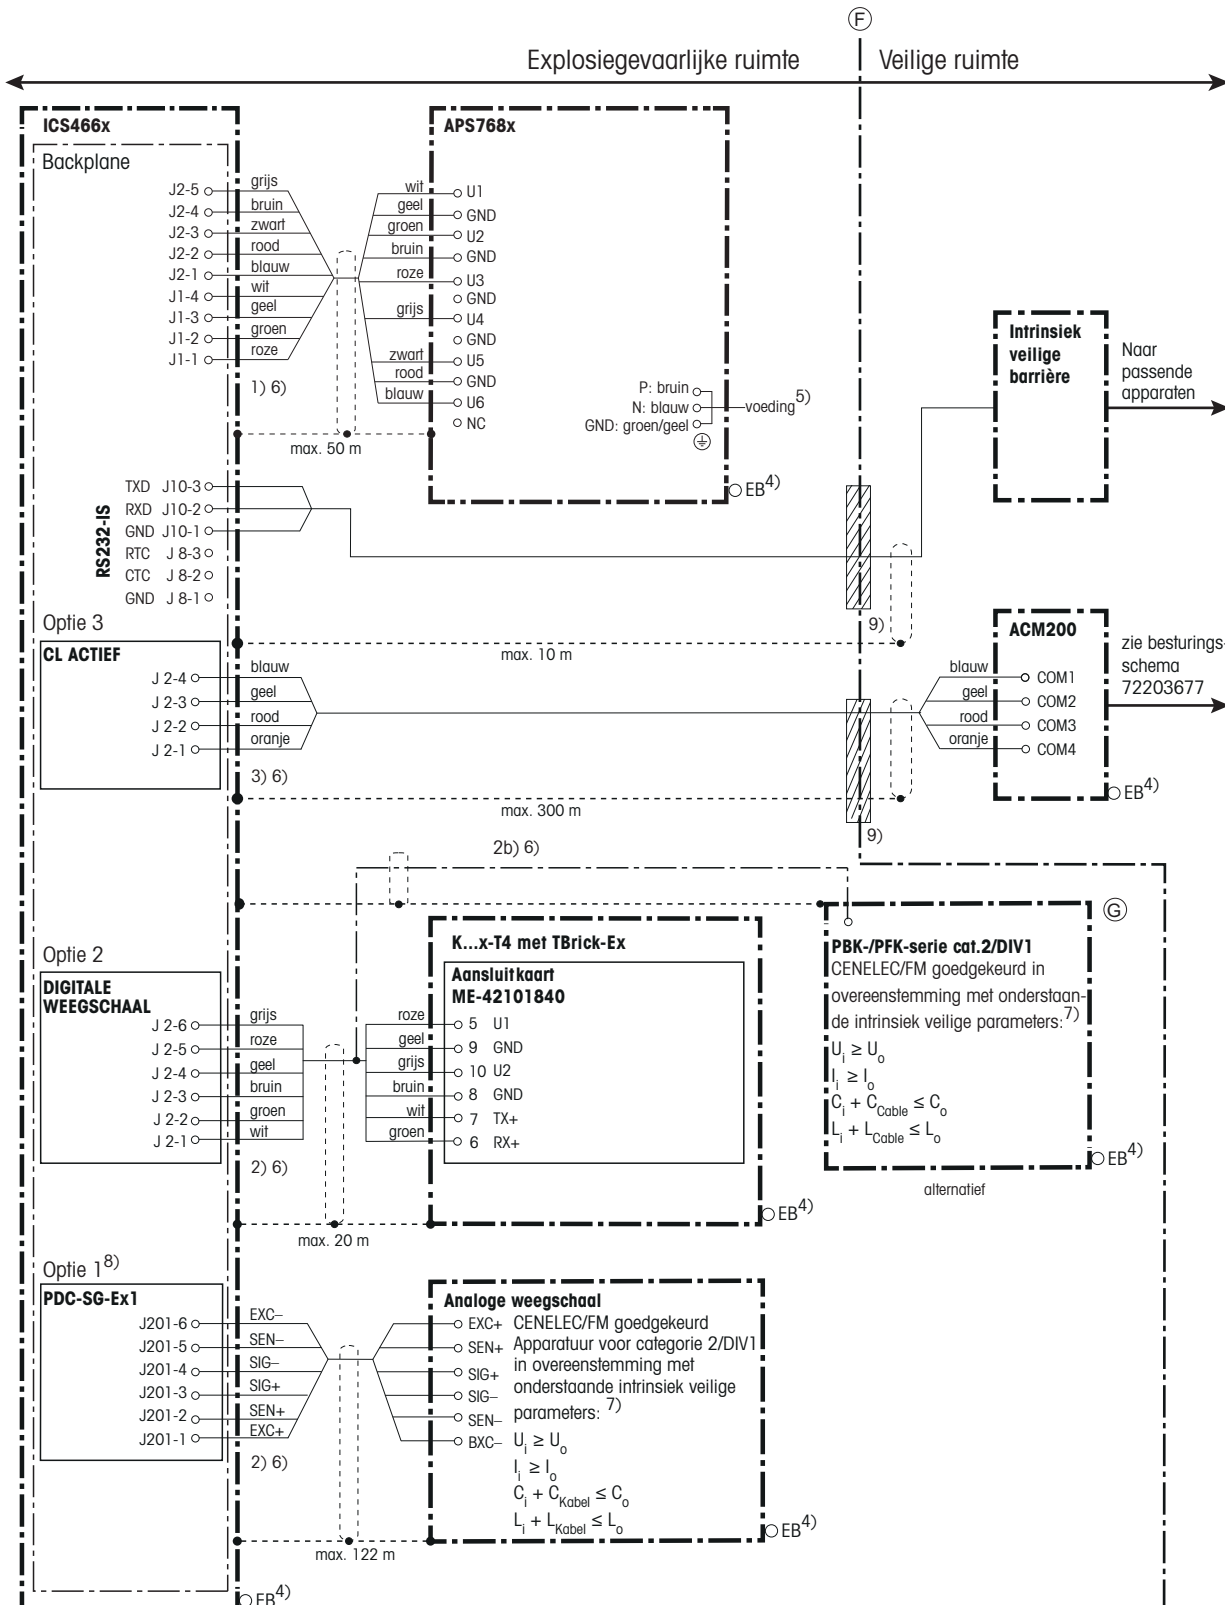 F
Explosiegevaarlijke ruimte
Veilige ruimte
ICS466x
Backplane
J2-5 grijs
J2-4 bruin
J2-3 zwart
J2-2 rood
J2-1 blauw
J1-4 wit
J1-3 geel
J1-2 groen
J1-1 roze
1) 6)
max. 50 m
APS768x
wit U1
geel GND
groen U2
bruin GND
roze U3
GND
grijs U4
GND
zwart U5
rood GND
blauw U6
NC
P: bruin
N: blauw
GND: groen/geel
voeding5)
EB4)
Intrinsiek
veilige
barrière
Naar
passende
apparaten
RS232-IS
TXD J10-3
RXD J10-2
GND J10-1
RTC J 8-3
CTC J 8-2
GND J 8-1
9)
max. 10 m
Optie 3
CL ACTIEF
J 2-4 blauw
J 2-3 geel
J 2-2 rood
J 2-1 oranje
3) 6)
max. 300 m
9)
ACM200
blauw COM1
geel COM2
rood COM3
oranje COM4
zie besturings-
schema
72203677
EB4)
2b) 6)
Optie 2
DIGITALE
WEEGSCHAAL
J 2-6 grijs
J 2-5 roze
J 2-4 geel
J 2-3 bruin
J 2-2 groen
J 2-1 wit
2) 6)
max. 20 m
K...x-T4 met TBrick-Ex
Aansluitkaart
ME-42101840
roze 5 U1
geel 9 GND
grijs 10 U2
bruin 8 GND
wit 7 TX+
groen 6 RX+
EB4)
G
PBK-/PFK-serie cat.2/DIV1
CENELEC/FM goedgekeurd in
overeenstemming met onderstaan-
de intrinsiek veilige parameters:7)
Ui ≥ Uo
Ii ≥ Io
Ci + CCable ≤ Co
Li + LCable ≤ Lo
EB4)
alternatief
Optie 18)
PDC-SG-Ex1
J201-6 EXC–
J201-5 SEN–
J201-4 SIG–
J201-3 SIG+
J201-2 SEN+
J201-1 EXC+
2) 6)
max. 122 m
Analoge weegschaal
EXC+ CENELEC/FM goedgekeurd
SEN+ Apparatuur voor categorie 2/DIV1
in overeenstemming met
SIG+ onderstaande intrinsiek veilige
SIG– parameters: 7)
SEN–
BXC– Ui ≥ Uo
Ii ≥ Io
Ci + CKabel ≤ Co
Li + LKabel ≤ Lo
EB4)
EB4)